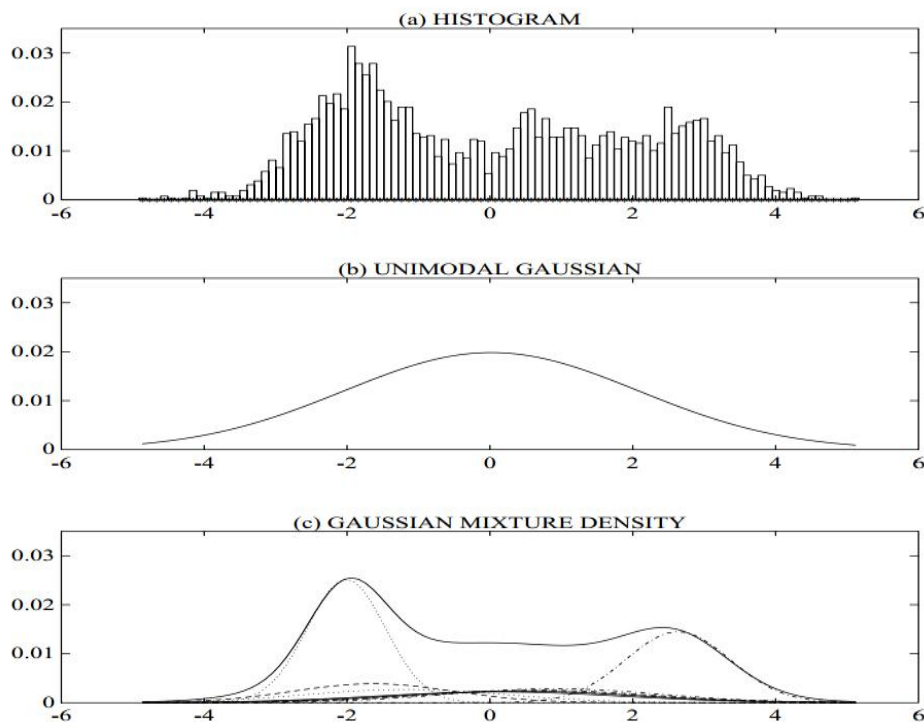 (a) HISTOGRAM
0.03
0.02
0.01
0
-6 -4 -2 0 2 4 6
(b) UNIMODAL GAUSSIAN
0.03
0.02
0.01
0
-6 -4 -2 0 2 4 6
(c) GAUSSIAN MIXTURE DENSITY
0.03
0.02
0.01
0
-6 -4 -2 0 2 4 6